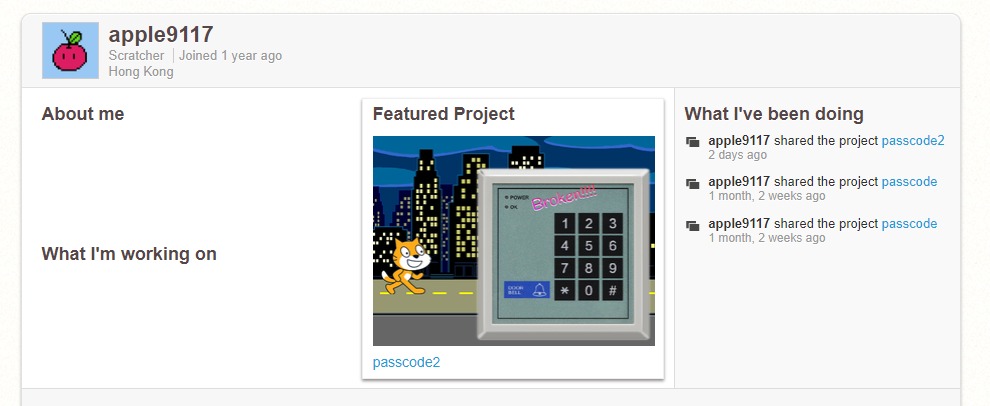 apple9117
Scratcher | Joined 1 year ago
Hong Kong
About me
What I'm working on
Featured Project
POWER
OK
Broken!!!!
1 2 3
4 5 6
7 8 9
* 0 #
DOOR
BELL
passcode2
What I've been doing
apple9117 shared the project passcode2
2 days ago
apple9117 shared the project passcode
1 month, 2 weeks ago
apple9117 shared the project passcode
1 month, 2 weeks ago